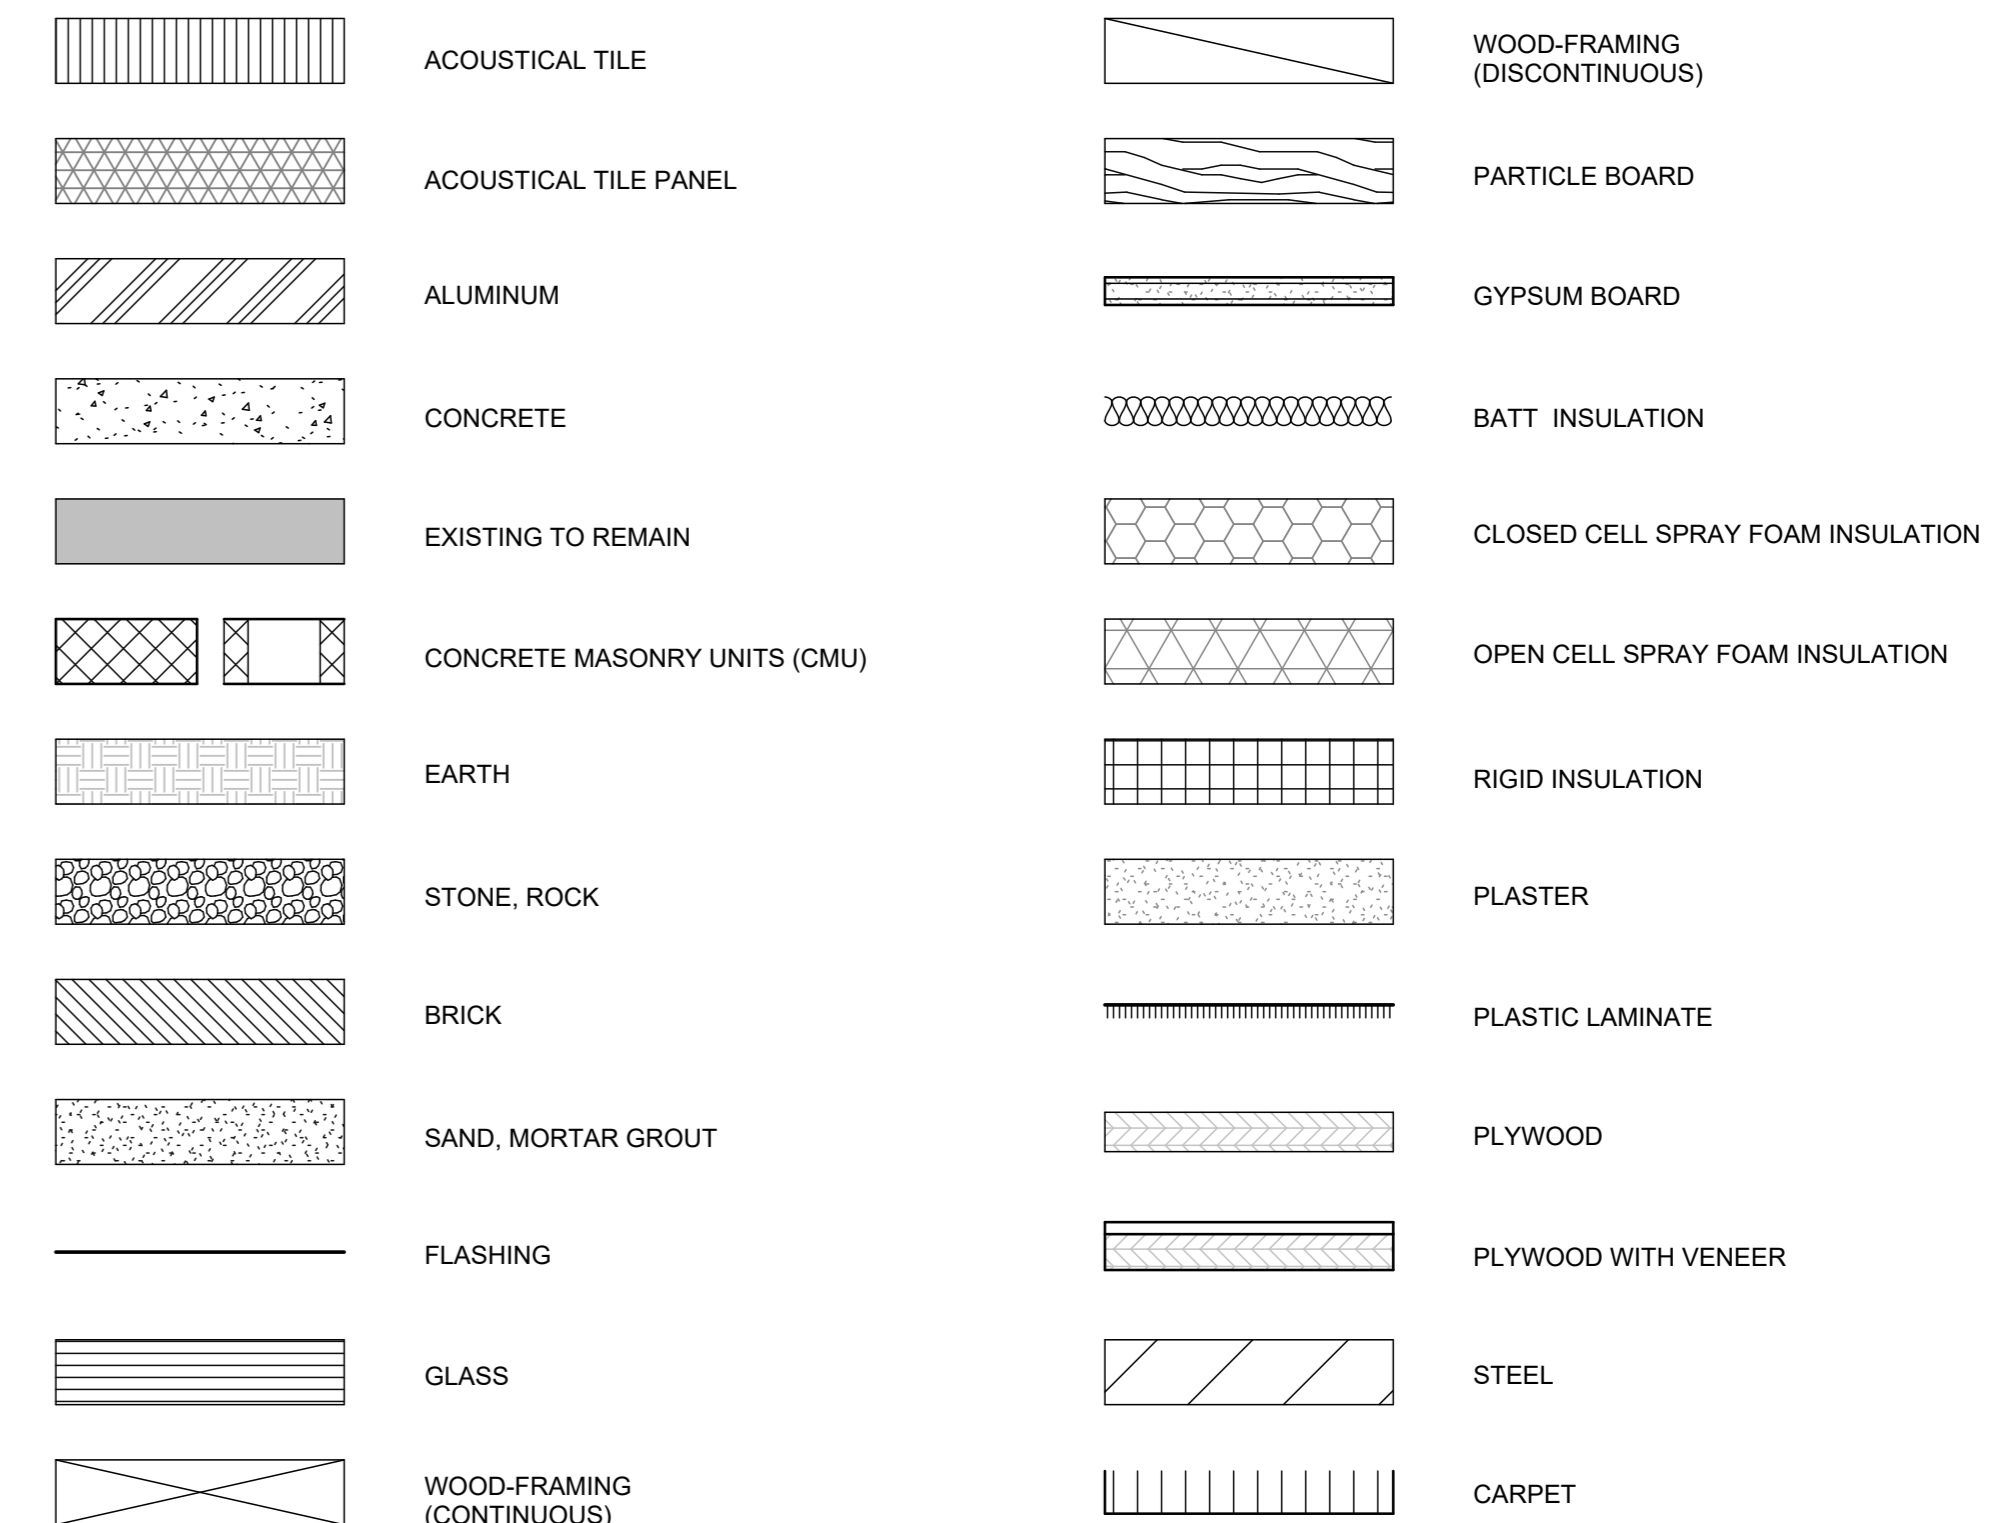 ACOUSTICAL TILE
ACOUSTICAL TILE PANEL
ALUMINUM
CONCRETE
EXISTING TO REMAIN
CONCRETE MASONRY UNITS (CMU)
EARTH
STONE, ROCK
BRICK
SAND, MORTAR GROUT
FLASHING
GLASS
WOOD-FRAMING
(CONTINUOUS)
WOOD-FRAMING
(DISCONTINUOUS)
PARTICLE BOARD
GYPSUM BOARD
BATT  INSULATION
CLOSED CELL SPRAY FOAM INSULATION
OPEN CELL SPRAY FOAM INSULATION
RIGID INSULATION
PLASTER
PLASTIC LAMINATE
PLYWOOD
PLYWOOD WITH VENEER
STEEL
CARPET